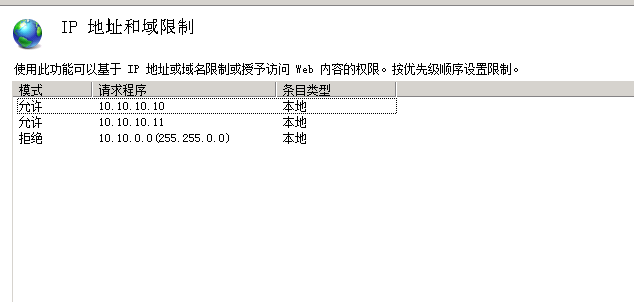 IP 地址和域限制
使用此功能可以基于 IP 地址或域名限制或授予访问 Web 内容的权限。按优先级顺序设置限制。
模式 请求程序 条目类型
允许 10.10.10.10 本地
允许 10.10.10.11 本地
拒绝 10.10.0.0(255.255.0.0) 本地